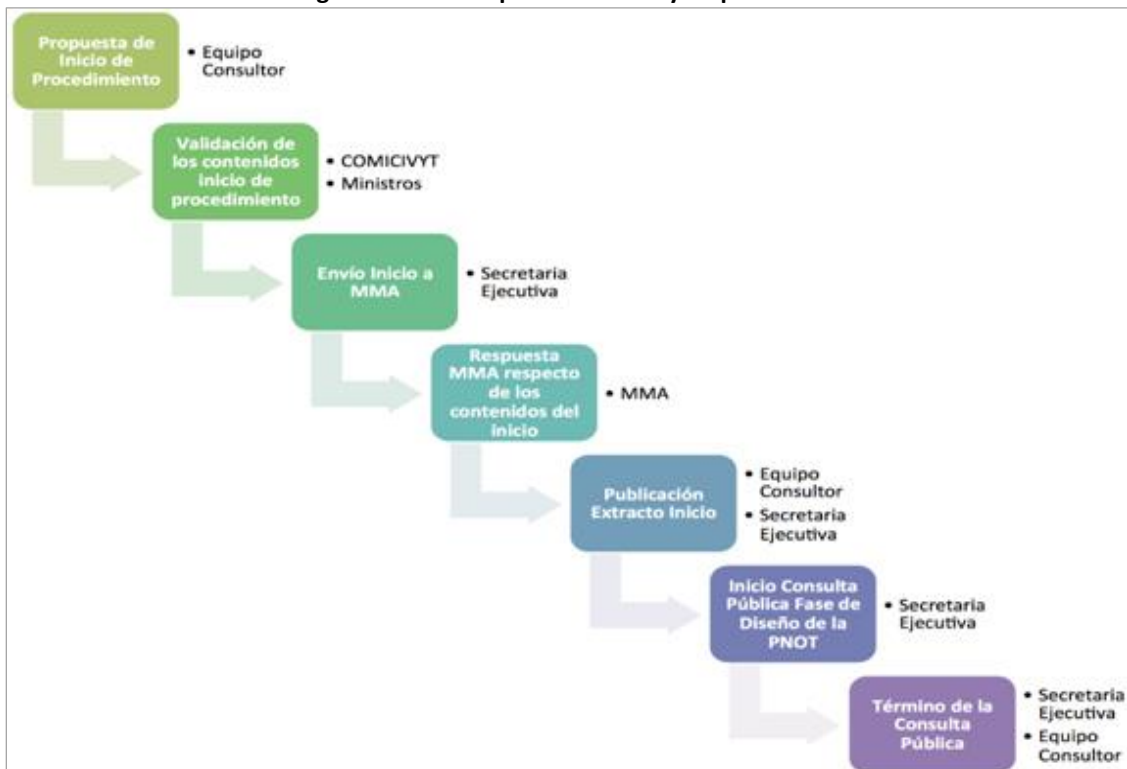 Propuesta de
Inicio de
Procedimiento
• Equipo
Consultor
Validación de
los contenidos
inicio de
procedimiento
• COMICIVYT
• Ministros
Envío Inicio a
MMA
• Secretaria
Ejecutiva
Respuesta
MMA respecto
de los
contenidos del
inicio
• MMA
Publicación
Extracto Inicio
• Equipo
Consultor
• Secretaria
Ejecutiva
Inicio Consulta
Pública Fase de
Diseño de la
PNOT
• Secretaria
Ejecutiva
Término de la
Consulta
Pública
• Secretaria
Ejecutiva
• Equipo
Consultor